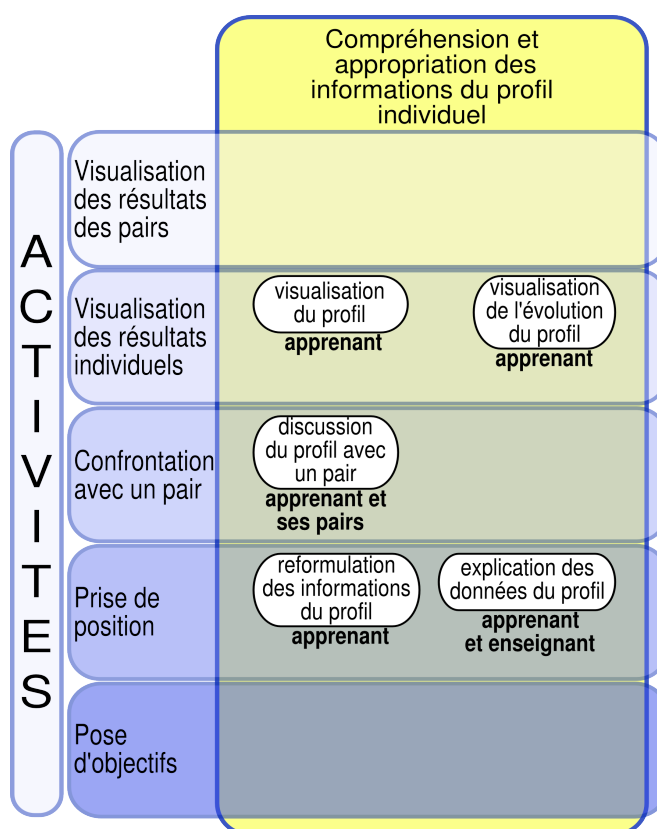 Compréhension et
appropriation des
informations du profil
individuel
ACTIVITES
Visualisation
des résultats
des pairs
Visualisation
des résultats
individuels
visualisation
du profil
apprenant
visualisation
de l'évolution
du profil
apprenant
Confrontation
avec un pair
discussion
du profil avec
un pair
apprenant et
ses pairs
Prise de
position
reformulation
des informations
du profil
apprenant
explication des
données du profil
apprenant
et enseignant
Pose
d'objectifs